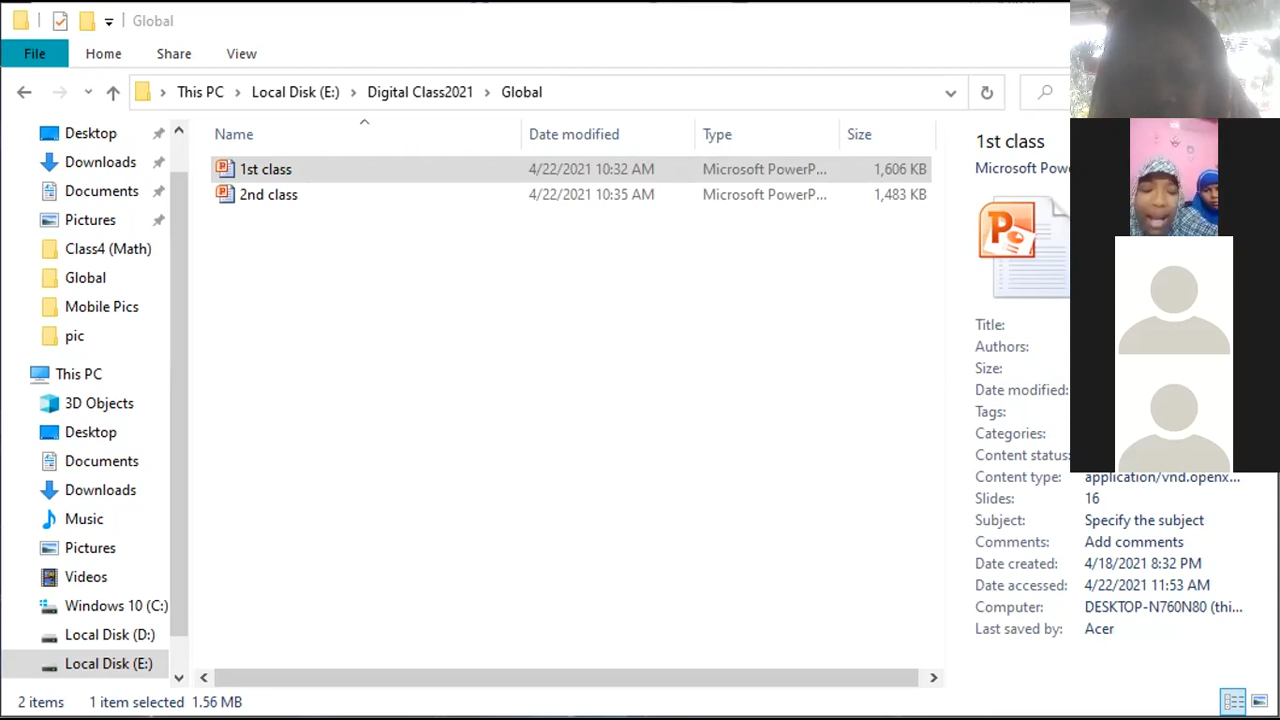 Global
File Home Share View
This PC Local Disk (E:) Digital Class2021 Global
Name Date modified Type Size
1st class 4/22/2021 10:32 AM Microsoft PowerP... 1,606 KB
2nd class 4/22/2021 10:35 AM Microsoft PowerP... 1,483 KB
Desktop
Downloads
Documents
Pictures
Class4 (Math)
Global
Mobile Pics
pic
This PC
3D Objects
Desktop
Documents
Downloads
Music
Pictures
Videos
Windows 10 (C:)
Local Disk (D:)
Local Disk (E:)
1st class
Microsoft Pow
P
Title:
Authors:
Size:
Date modified:
Tags:
Categories:
Content status:
Content type: application/vnd.openx...
Slides: 16
Subject: Specify the subject
Comments: Add comments
Date created: 4/18/2021 8:32 PM
Date accessed: 4/22/2021 11:53 AM
Computer: DESKTOP-N760N80 (thi...
Last saved by: Acer
2 items 1 item selected 1.56 MB